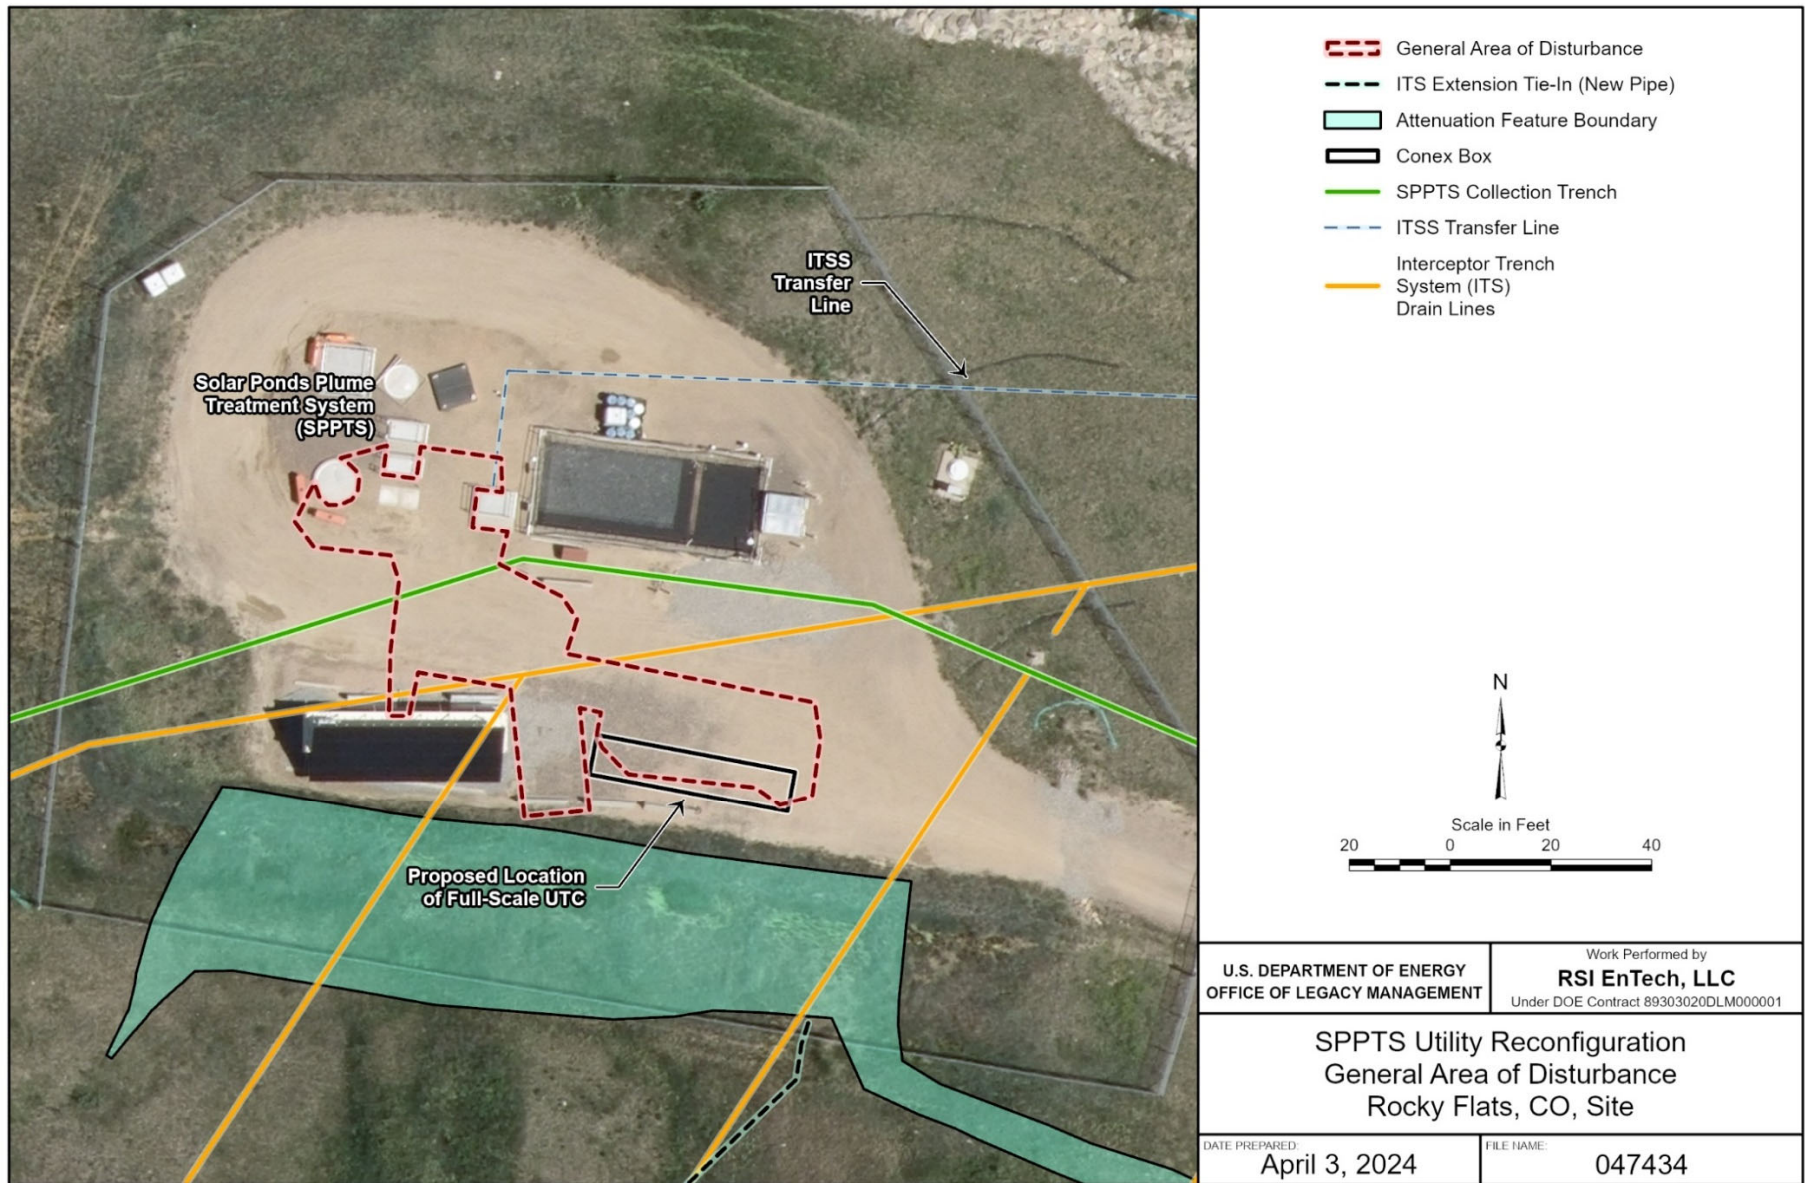 General Area of Disturbance
ITS Extension Tie-In (New Pipe)
Attenuation Feature Boundary
Conex Box
SPPTS Collection Trench
ITSS Transfer Line
Interceptor Trench
System (ITS)
Drain Lines
ITSS
Transfer
Line
Solar Ponds Plume
Treatment System
(SPPTS)
Proposed Location
of Full-Scale UTC
N
Scale in Feet
20 0 20 40
U.S. DEPARTMENT OF ENERGY
OFFICE OF LEGACY MANAGEMENT
Work Performed by
RSI EnTech, LLC
Under DOE Contract 89303020DLM000001
SPPTS Utility Reconfiguration
General Area of Disturbance
Rocky Flats, CO, Site
DATE PREPARED:
April 3, 2024
FILE NAME:
047434